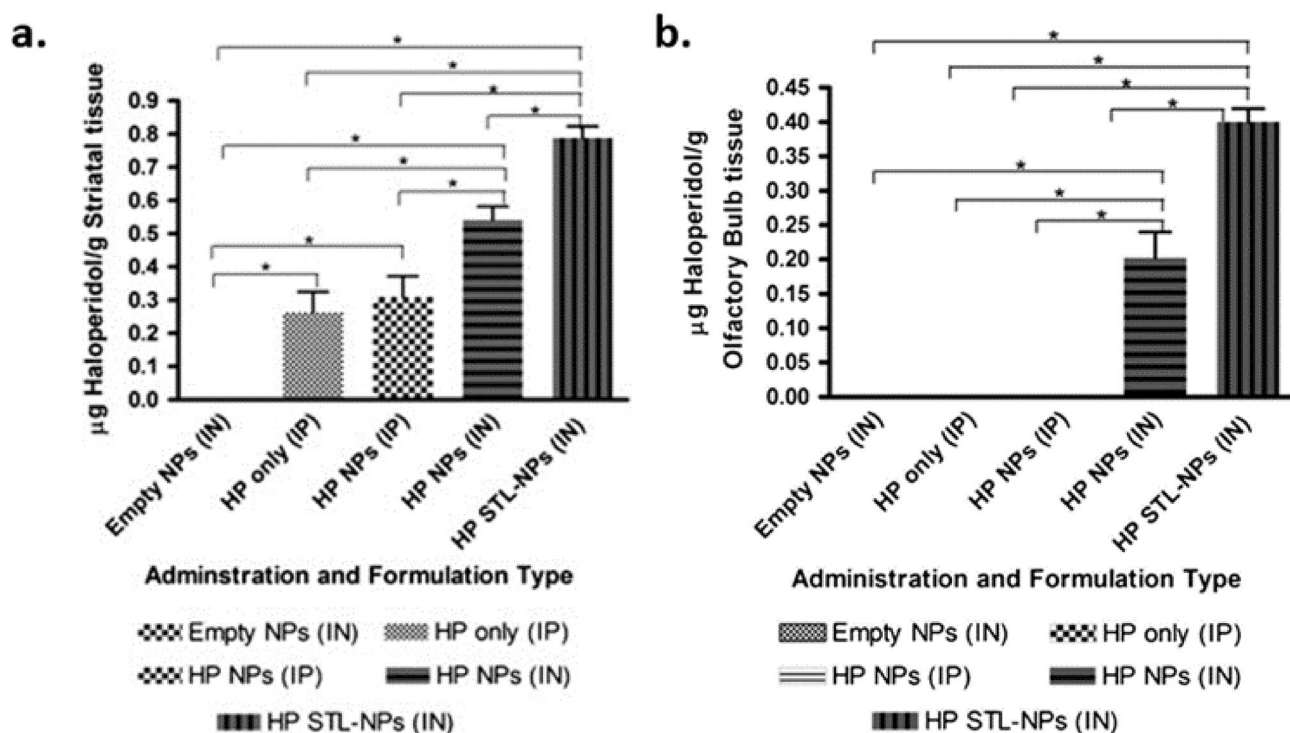 a.
*
*
*
*
*
*
*
*
*
μg Haloperidol/g Striatal tissue
0.9
0.8
0.7
0.6
0.5
0.4
0.3
0.2
0.1
0.0
Empty NPs (IN)
HP only (IP)
HP NPs (IP)
HP NPs (IN)
HP STL-NPs (IN)
Adminstration and Formulation Type
Empty NPs (IN) HP only (IP)
HP NPs (IP) HP NPs (IN)
HP STL-NPs (IN)
b.
*
*
*
*
*
*
*
μg Haloperidol/g
Olfactory Bulb tissue
0.45
0.40
0.35
0.30
0.25
0.20
0.15
0.10
0.05
0.00
Empty NPs (IN)
HP only (IP)
HP NPs (IP)
HP NPs (IN)
HP STL-NPs (IN)
Administration and Formulation Type
Empty NPs (IN) HP only (IP)
HP NPs (IP) HP NPs (IN)
HP STL-NPs (IN)